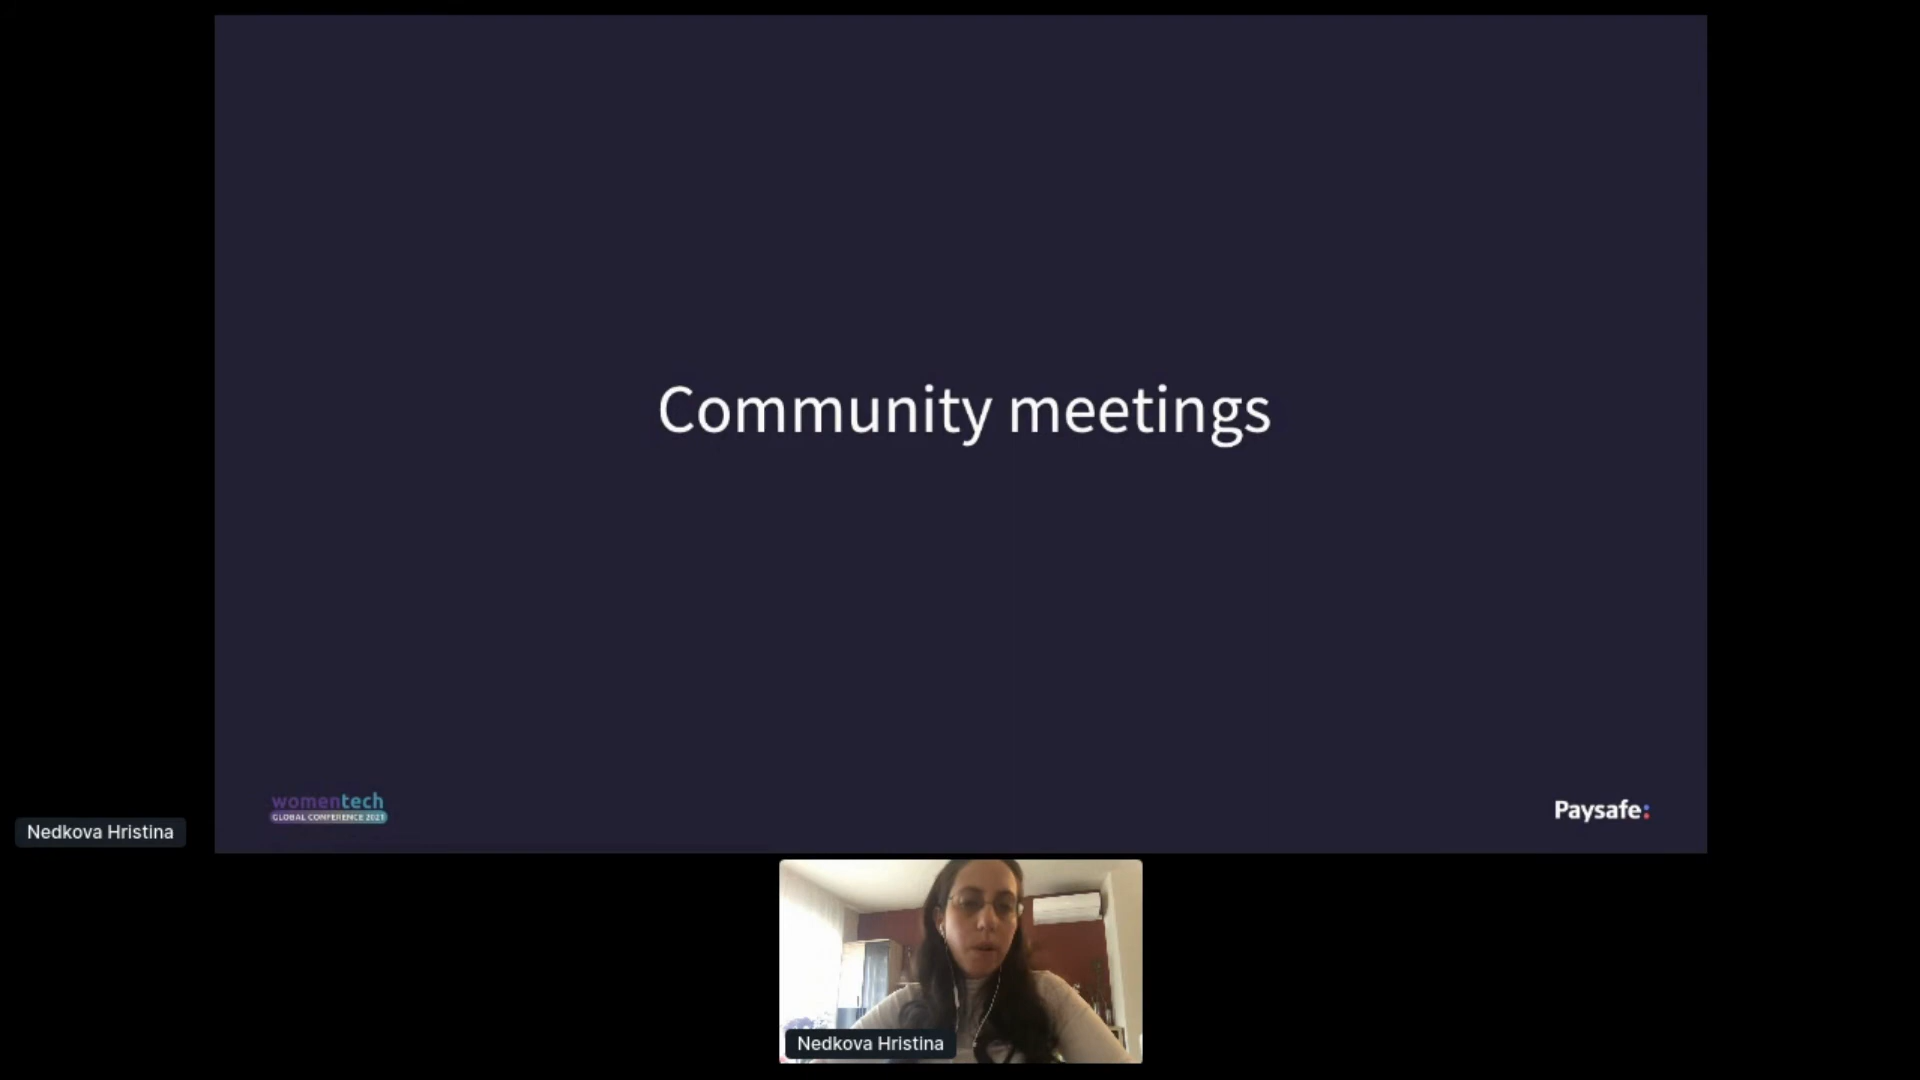 Community meetings
womentech
GLOBAL CONFERENCE 2021
Paysafe:
Nedkova Hristina
Nedkova Hristina